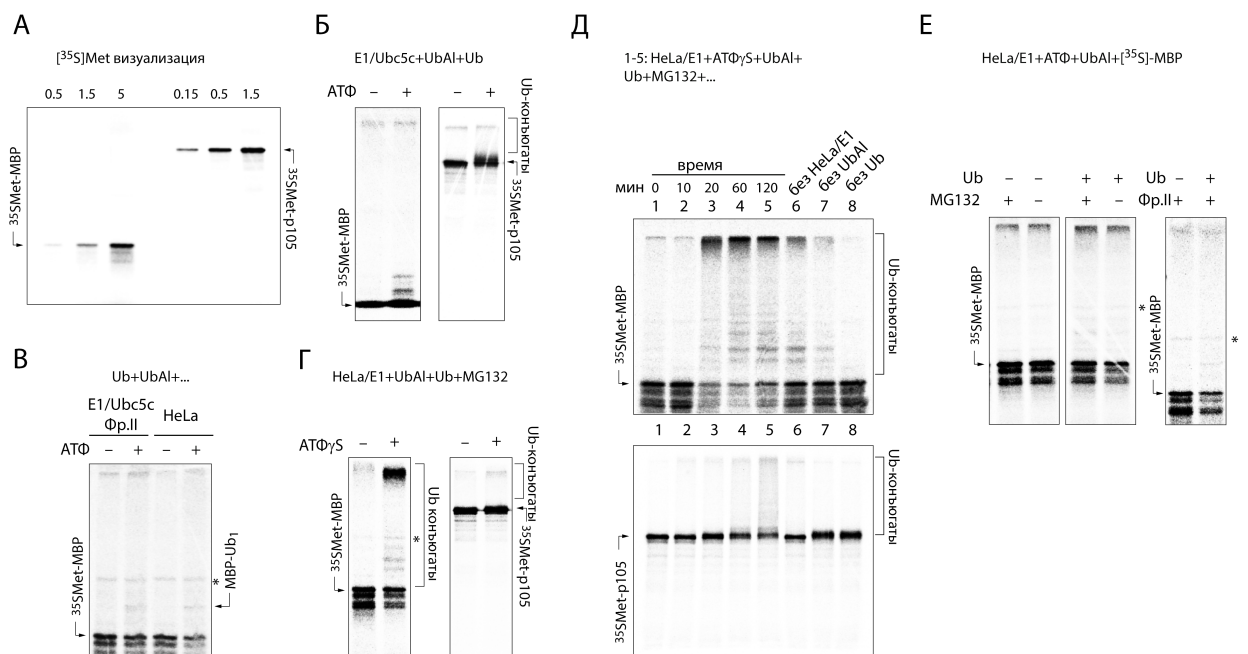 А
[³⁵S]Met визуализация
0.5 1.5 5 0.15 0.5 1.5
³⁵SMet-MBP
³⁵SMet-p105
Б
E1/Ubc5c+UbAl+Ub
АТФ – + – +
³⁵SMet-MBP
Ub-конъюгаты
³⁵SMet-p105
В
Ub+UbAl+...
E1/Ubc5c
Фр.II
HeLa
АТФ – + – +
³⁵SMet-MBP
*
MBP-Ub₁
Г
HeLa/E1+UbAl+Ub+MG132
АТФγS – + – +
³⁵SMet-MBP
*
Ub конъюгаты
Ub-конъюгаты
³⁵SMet-p105
Д
1-5: HeLa/E1+АТФγS+UbAl+
Ub+MG132+...
время
без HeLa/E1
без UbAl
без Ub
мин 0 10 20 60 120
1 2 3 4 5 6 7 8
³⁵SMet-MBP
Ub-конъюгаты
1 2 3 4 5 6 7 8
³⁵SMet-p105
Ub-конъюгаты
Е
HeLa/E1+АТФ+UbAl+[³⁵S]-MBP
Ub – – + + Ub – +
MG132 + – + – Фр.II + +
³⁵SMet-MBP
*
³⁵SMet-MBP
*